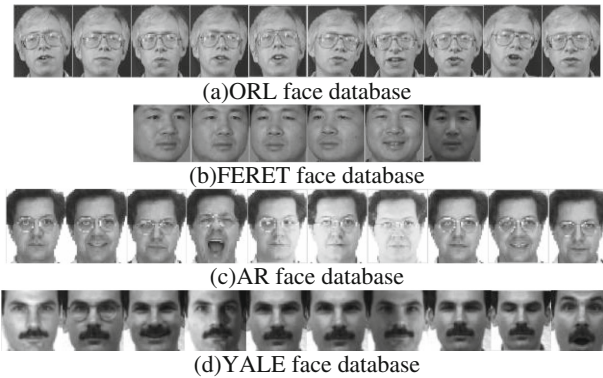 (a)ORL face database
(b)FERET face database
(c)AR face database
(d)YALE face database